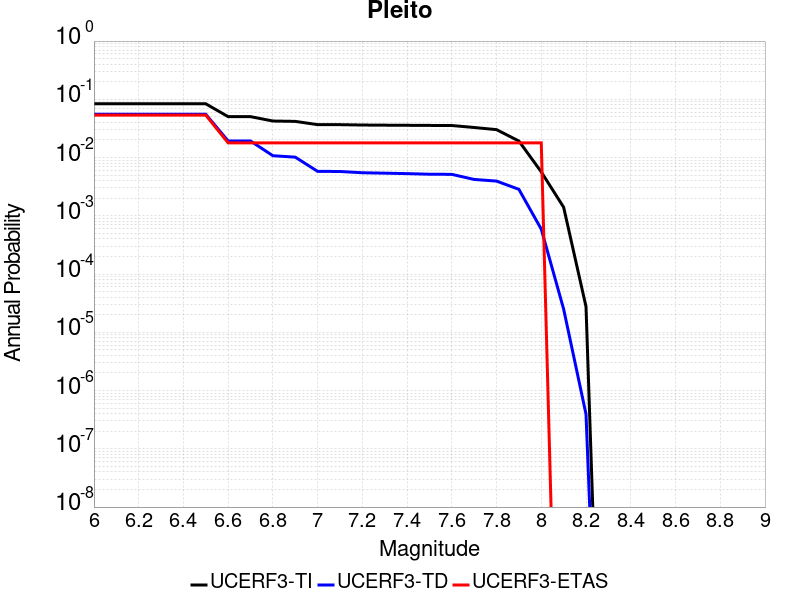 Pleito
10^0
10^-1
10^-2
10^-3
10^-4
10^-5
10^-6
10^-7
10^-8
Annual Probability
6 6.2 6.4 6.6 6.8 7 7.2 7.4 7.6 7.8 8 8.2 8.4 8.6 8.8 9
Magnitude
UCERF3-TI UCERF3-TD UCERF3-ETAS